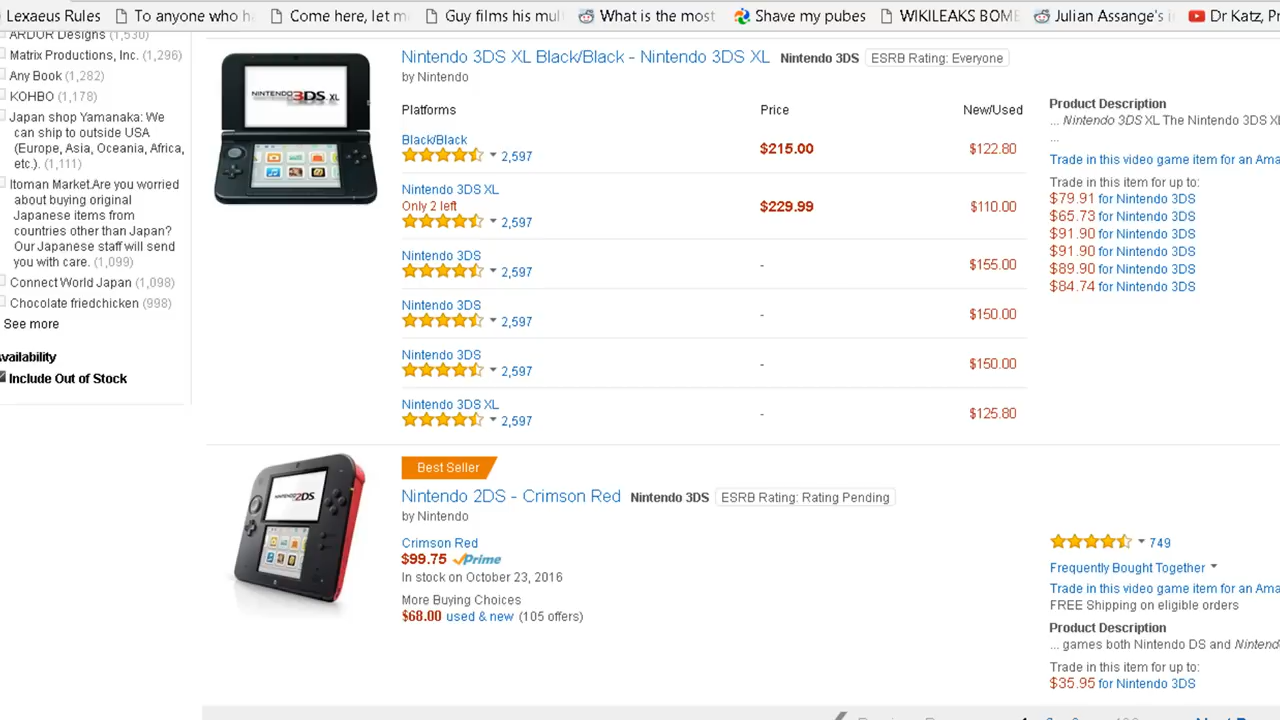 Lexaeus Rules
To anyone who h
Come here, let m
Guy films his mul
What is the most
Shave my pubes
WIKILEAKS BOME
Julian Assange's i
Dr Katz, P
ARDOR Designs (1,530)
Matrix Productions, Inc. (1,296)
Any Book (1,282)
KOHBO (1,178)
Japan shop Yamanaka: We
can ship to outside USA
(Europe, Asia, Oceania, Africa,
etc.). (1,111)
Itoman Market.Are you worried
about buying original
Japanese items from
countries other than Japan?
Our Japanese staff will send
you with care. (1,099)
Connect World Japan (1,098)
Chocolate friedchicken (998)
See more
vailability
Include Out of Stock
NINTENDO 3DS XL
Nintendo 3DS XL Black/Black - Nintendo 3DS XL Nintendo 3DS ESRB Rating: Everyone
by Nintendo
Platforms Price New/Used
Black/Black
2,597 $215.00 $122.80
Nintendo 3DS XL
Only 2 left
2,597 $229.99 $110.00
Nintendo 3DS
2,597 - $155.00
Nintendo 3DS
2,597 - $150.00
Nintendo 3DS
2,597 - $150.00
Nintendo 3DS XL
2,597 - $125.80
Product Description
... Nintendo 3DS XL The Nintendo 3DS XL
...
Trade in this video game item for an Ama
Trade in this item for up to:
$79.91 for Nintendo 3DS
$65.73 for Nintendo 3DS
$91.90 for Nintendo 3DS
$91.90 for Nintendo 3DS
$89.90 for Nintendo 3DS
$84.74 for Nintendo 3DS
NINTENDO 2DS
Best Seller
Nintendo 2DS - Crimson Red Nintendo 3DS ESRB Rating: Rating Pending
by Nintendo
Crimson Red
$99.75 Prime
In stock on October 23, 2016
More Buying Choices
$68.00 used & new (105 offers)
749
Frequently Bought Together
Trade in this video game item for an Ama
FREE Shipping on eligible orders
Product Description
... games both Nintendo DS and Nintend
Trade in this item for up to:
$35.95 for Nintendo 3DS